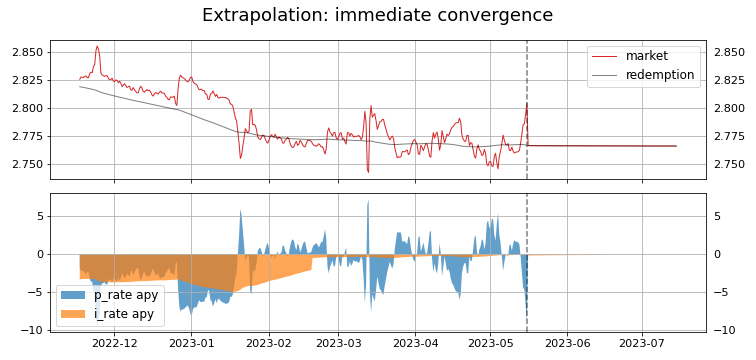 Extrapolation: immediate convergence
2.850 2.850
2.825 2.825
2.800 2.800
2.775 2.775
2.750 2.750
market
redemption
5 5
0 0
−5 −5
−10 −10
p_rate apy
i_rate apy
2022-12 2023-01 2023-02 2023-03 2023-04 2023-05 2023-06 2023-07